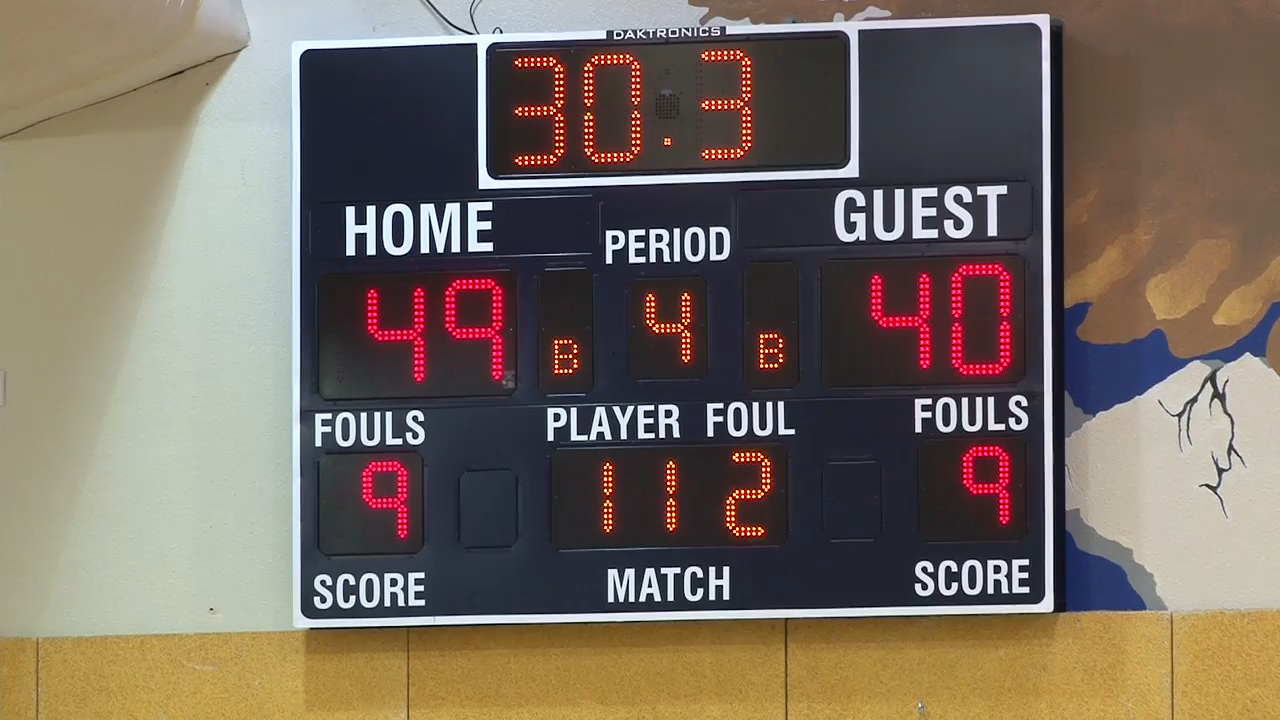 DAKTRONICS
30.3
HOME PERIOD GUEST
49 B 4 B 40
FOULS PLAYER FOUL FOULS
9 11 2 9
SCORE MATCH SCORE